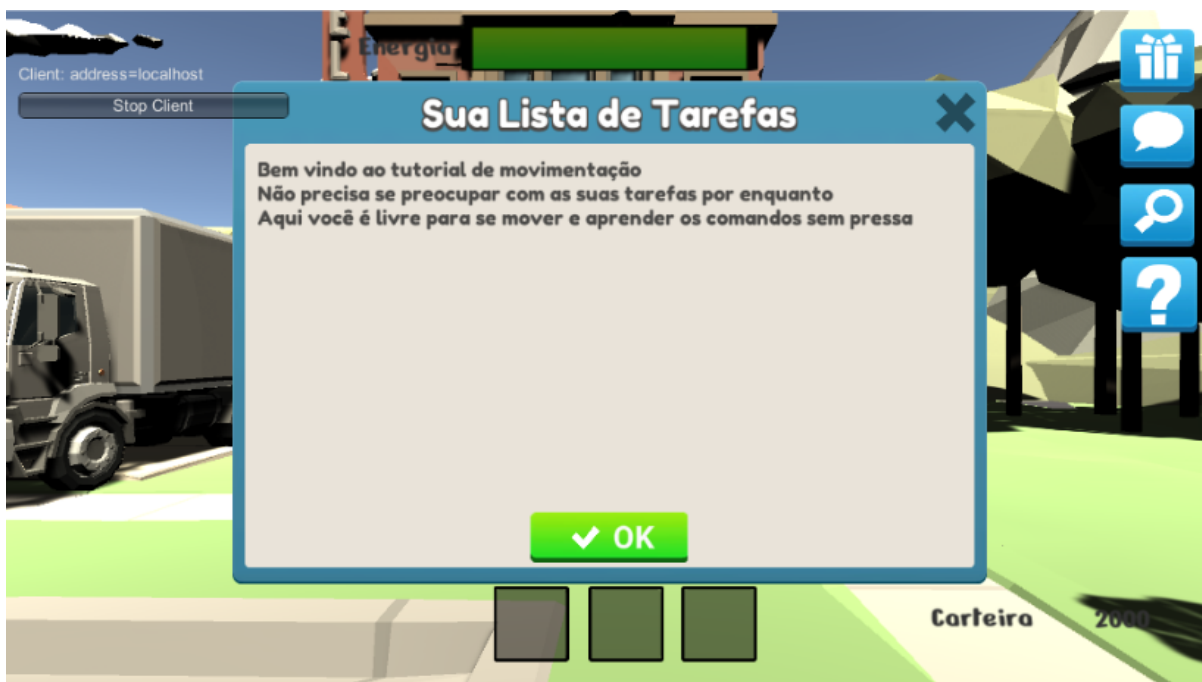 Energia
Client: address=localhost
Stop Client
Sua Lista de Tarefas
Bem vindo ao tutorial de movimentação
Não precisa se preocupar com as suas tarefas por enquanto
Aqui você é livre para se mover e aprender os comandos sem pressa
OK
Carteira 2000